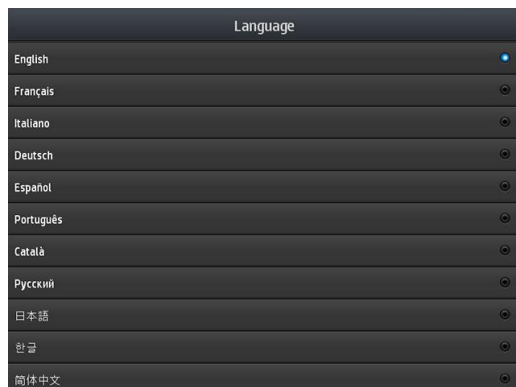 Language
English
Français
Italiano
Deutsch
Español
Português
Català
Русский
日本語
한글
简体中文